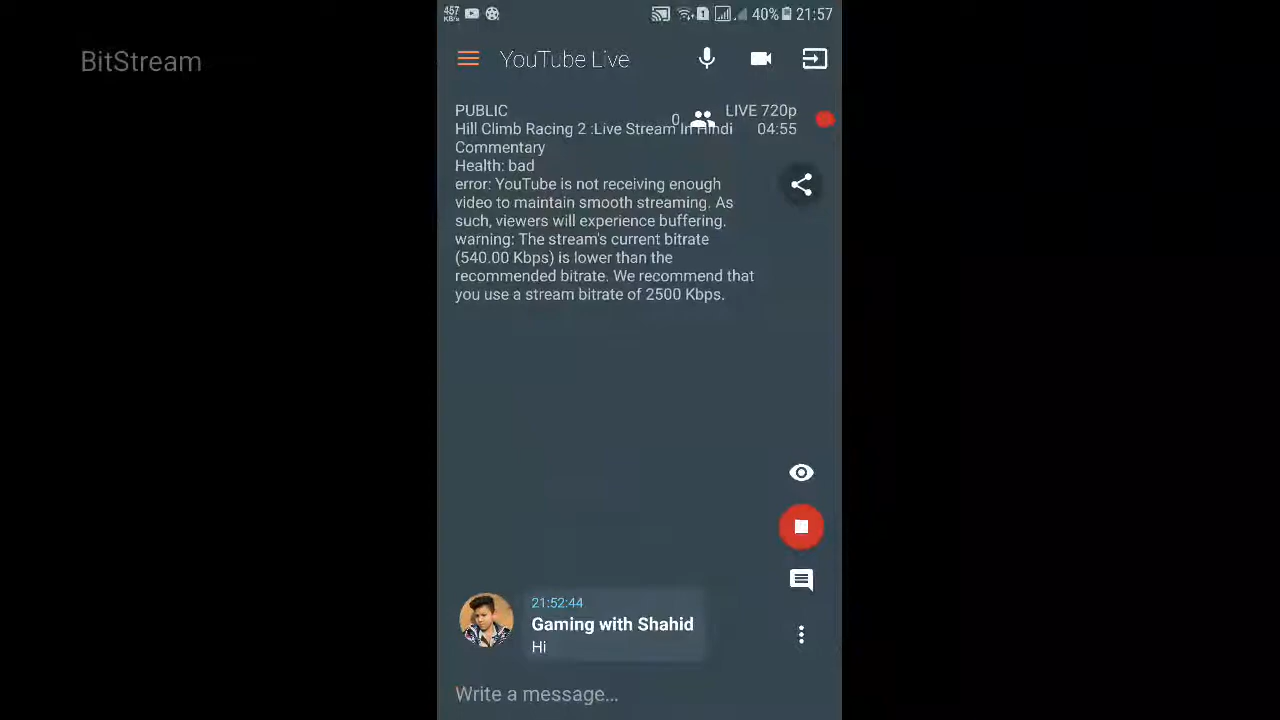 457
KB/s
1
40%
21:57
BitStream
YouTube Live
PUBLIC
LIVE 720p
0
Hill Climb Racing 2 :Live Stream In Hindi
04:55
Commentary
Health: bad
error: YouTube is not receiving enough
video to maintain smooth streaming. As
such, viewers will experience buffering.
warning: The stream's current bitrate
(540.00 Kbps) is lower than the
recommended bitrate. We recommend that
you use a stream bitrate of 2500 Kbps.
21:52:44
Gaming with Shahid
Hi
Write a message...